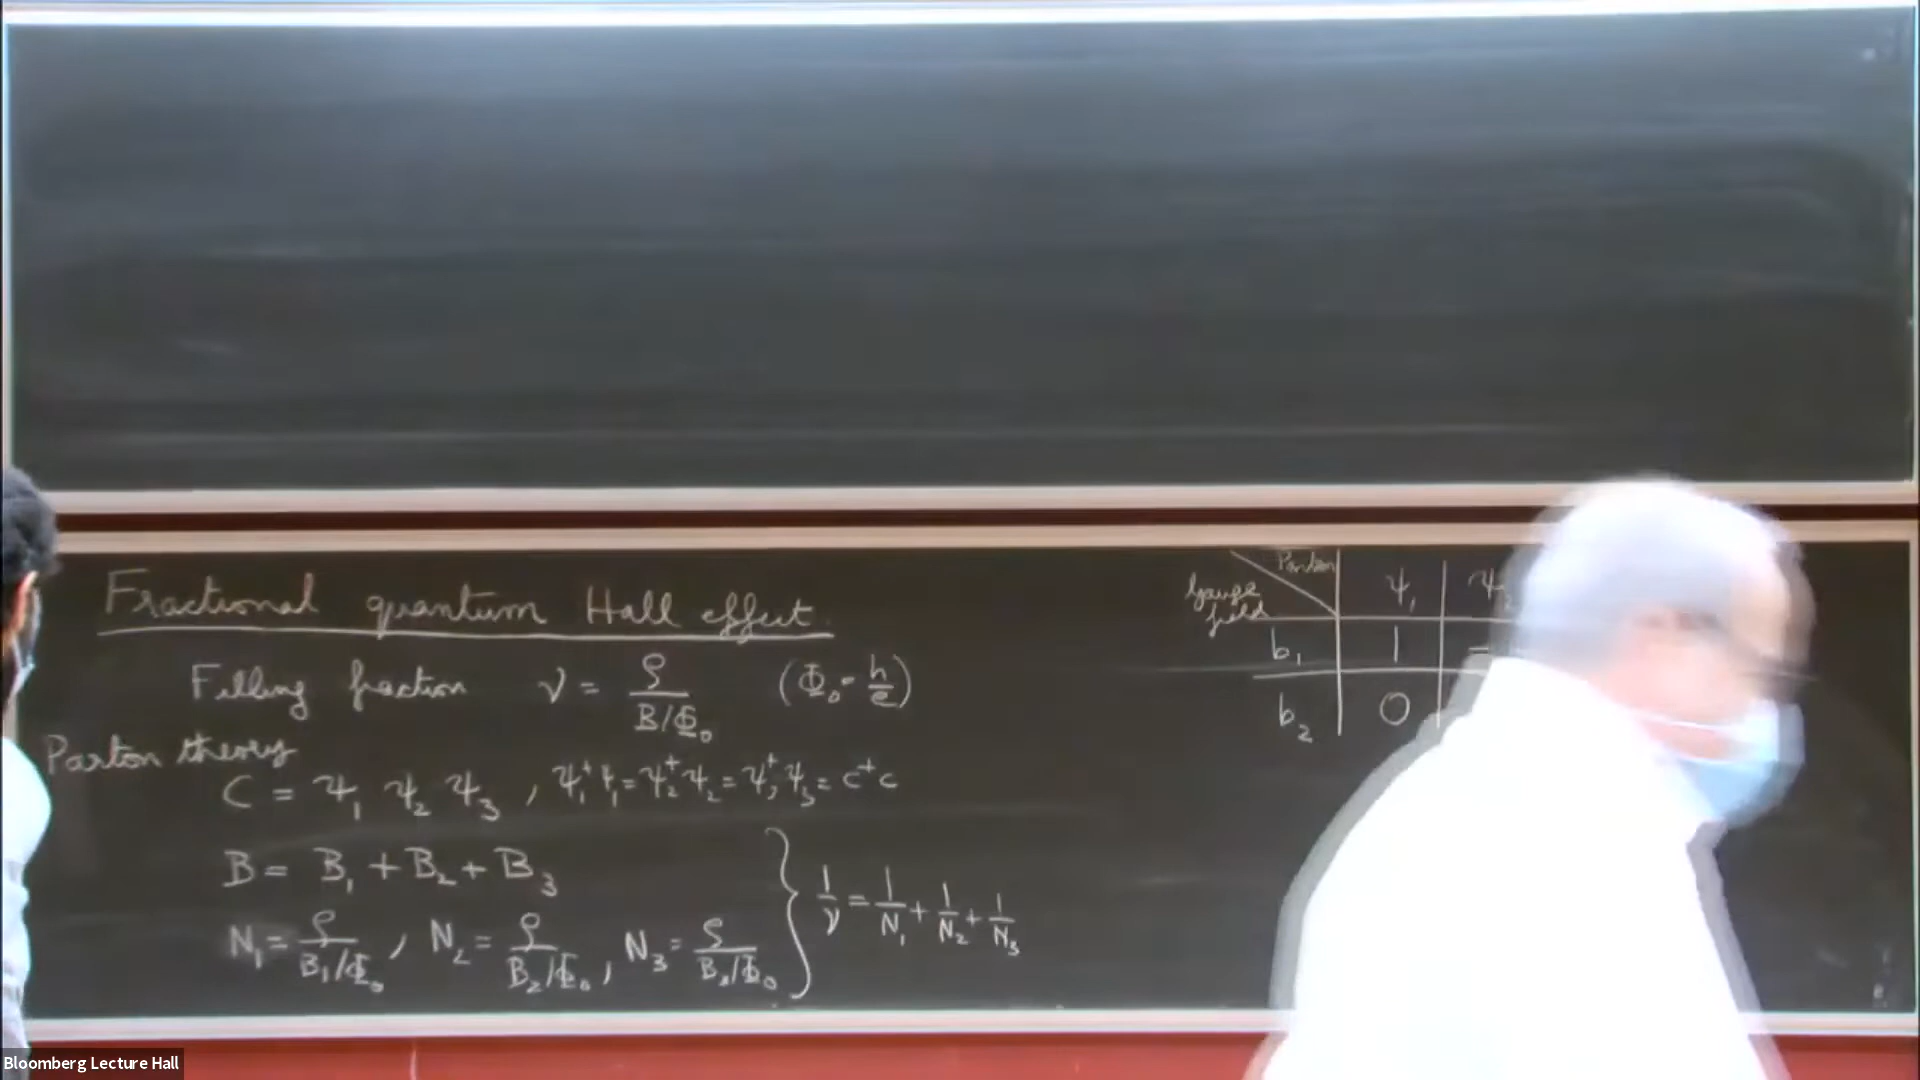 Fractional quantum Hall effect.
Filling fraction ν = ρ / (B/Φ₀) (Φ₀ = h/e)
Parton theory
C = ψ₁ ψ₂ ψ₃ , ψ₁⁺ψ₁ = ψ₂⁺ψ₂ = ψ₃⁺ψ₃ = c⁺c
B = B₁ + B₂ + B₃
N₁ = ρ / (B₁/Φ₀) , N₂ = ρ / (B₂/Φ₀) , N₃ = ρ / (B₃/Φ₀) } 1/ν = 1/N₁ + 1/N₂ + 1/N₃
Parton ψ₁ ψ₂
Gauge field
b₁ 1 -
b₂ 0
Bloomberg Lecture Hall